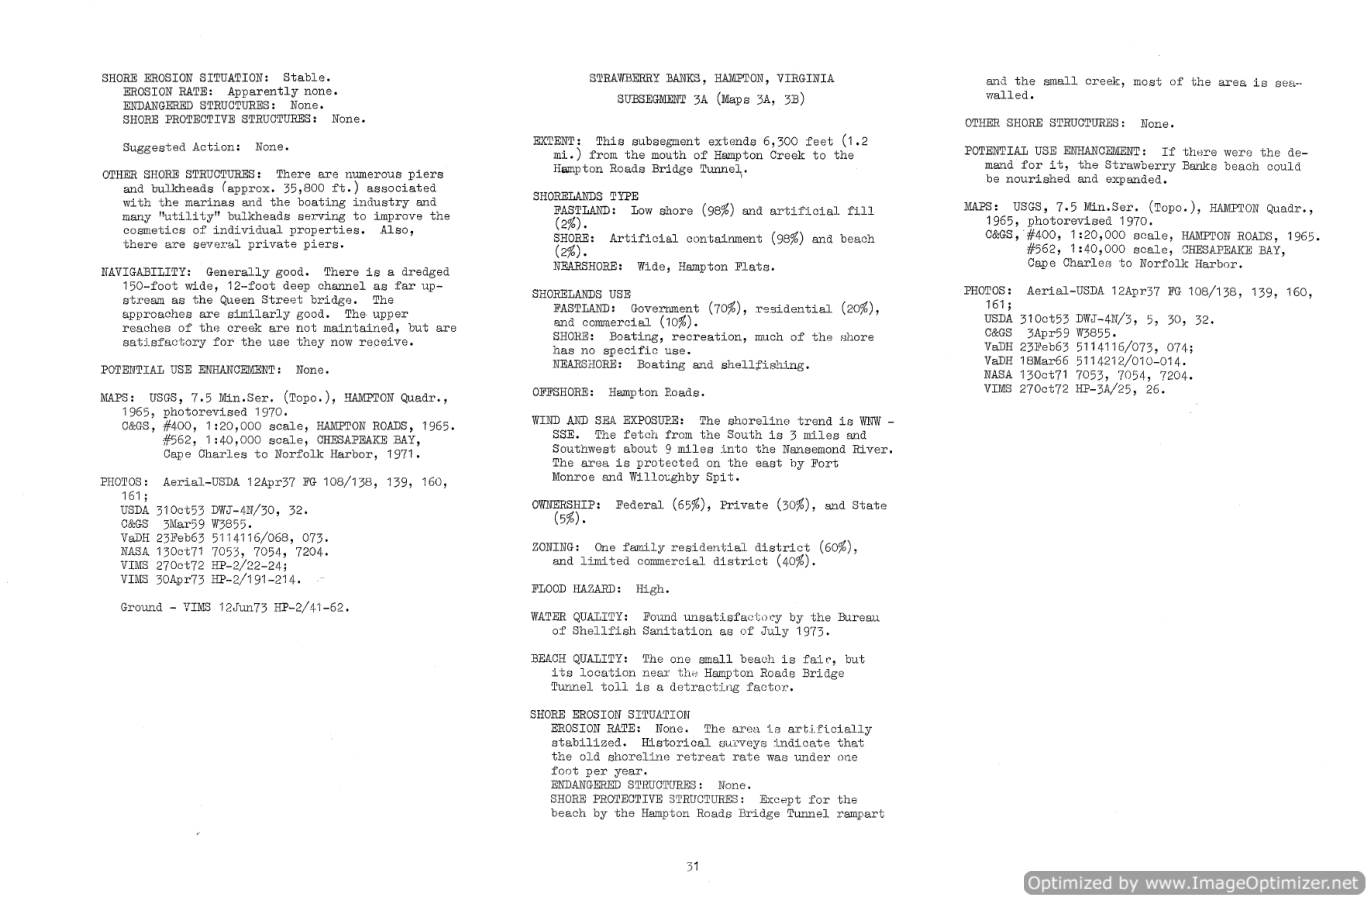 SHORE EROSION SITUATION: Stable.
EROSION RATE: Apparently none.
ENDANGERED STRUCTURES: None.
SHORE PROTECTIVE STRUCTURES: None.
Suggested Action: None.
OTHER SHORE STRUCTURES: There are numerous piers
and bulkheads (approx. 35,800 ft.) associated
with the marinas and the boating industry and
many "utility" bulkheads serving to improve the
cosmetics of individual properties. Also,
there are several private piers.
NAVIGABILITY: Generally good. There is a dredged
150-foot wide, 12-foot deep channel as far up-
stream as the Queen Street bridge. The
approaches are similarly good. The upper
reaches of the creek are not maintained, but are
satisfactory for the use they now receive.
POTENTIAL USE ENHANCEMENT: None.
MAPS: USGS, 7.5 Min.Ser. (Topo.), HAMPTON Quadr.,
1965, photorevised 1970.
C&GS, #400, 1:20,000 scale, HAMPTON ROADS, 1965.
#562, 1:40,000 scale, CHESAPEAKE BAY,
Cape Charles to Norfolk Harbor, 1971.
PHOTOS: Aerial-USDA 12Apr37 FG 108/138, 139, 160,
161;
USDA 31Oct53 DWJ-4N/30, 32.
C&GS 3Mar59 W3855.
VaDH 23Feb63 5114116/068, 073.
NASA 13Oct71 7053, 7054, 7204.
VIMS 27Oct72 HP-2/22-24;
VIMS 30Apr73 HP-2/191-214.
Ground - VIMS 12Jun73 HP-2/41-62.
STRAWBERRY BANKS, HAMPTON, VIRGINIA
SUBSEGMENT 3A (Maps 3A, 3B)
EXTENT: This subsegment extends 6,300 feet (1.2
mi.) from the mouth of Hampton Creek to the
Hampton Roads Bridge Tunnel.
SHORELANDS TYPE
FASTLAND: Low shore (98%) and artificial fill
(2%).
SHORE: Artificial containment (98%) and beach
(2%).
NEARSHORE: Wide, Hampton Flats.
SHORELANDS USE
FASTLAND: Government (70%), residential (20%),
and commercial (10%).
SHORE: Boating, recreation, much of the shore
has no specific use.
NEARSHORE: Boating and shellfishing.
OFFSHORE: Hampton Roads.
WIND AND SEA EXPOSURE: The shoreline trend is WNW -
SSE. The fetch from the South is 3 miles and
Southwest about 9 miles into the Nansemond River.
The area is protected on the east by Fort
Monroe and Willoughby Spit.
OWNERSHIP: Federal (65%), Private (30%), and State
(5%).
ZONING: One family residential district (60%),
and limited commercial district (40%).
FLOOD HAZARD: High.
WATER QUALITY: Found unsatisfactory by the Bureau
of Shellfish Sanitation as of July 1973.
BEACH QUALITY: The one small beach is fair, but
its location near the Hampton Roads Bridge
Tunnel toll is a detracting factor.
SHORE EROSION SITUATION
EROSION RATE: None. The area is artificially
stabilized. Historical surveys indicate that
the old shoreline retreat rate was under one
foot per year.
ENDANGERED STRUCTURES: None.
SHORE PROTECTIVE STRUCTURES: Except for the
beach by the Hampton Roads Bridge Tunnel rampart
and the small creek, most of the area is sea-
walled.
OTHER SHORE STRUCTURES: None.
POTENTIAL USE ENHANCEMENT: If there were the de-
mand for it, the Strawberry Banks beach could
be nourished and expanded.
MAPS: USGS, 7.5 Min.Ser. (Topo.), HAMPTON Quadr.,
1965, photorevised 1970.
C&GS, #400, 1:20,000 scale, HAMPTON ROADS, 1965.
#562, 1:40,000 scale, CHESAPEAKE BAY,
Cape Charles to Norfolk Harbor.
PHOTOS: Aerial-USDA 12Apr37 FG 108/138, 139, 160,
161;
USDA 31Oct53 DWJ-4N/3, 5, 30, 32.
C&GS 3Apr59 W3855.
VaDH 23Feb63 5114116/073, 074;
VaDH 18Mar66 5114212/010-014.
NASA 13Oct71 7053, 7054, 7204.
VIMS 27Oct72 HP-3A/25, 26.
31
Optimized by www.ImageOptimizer.net